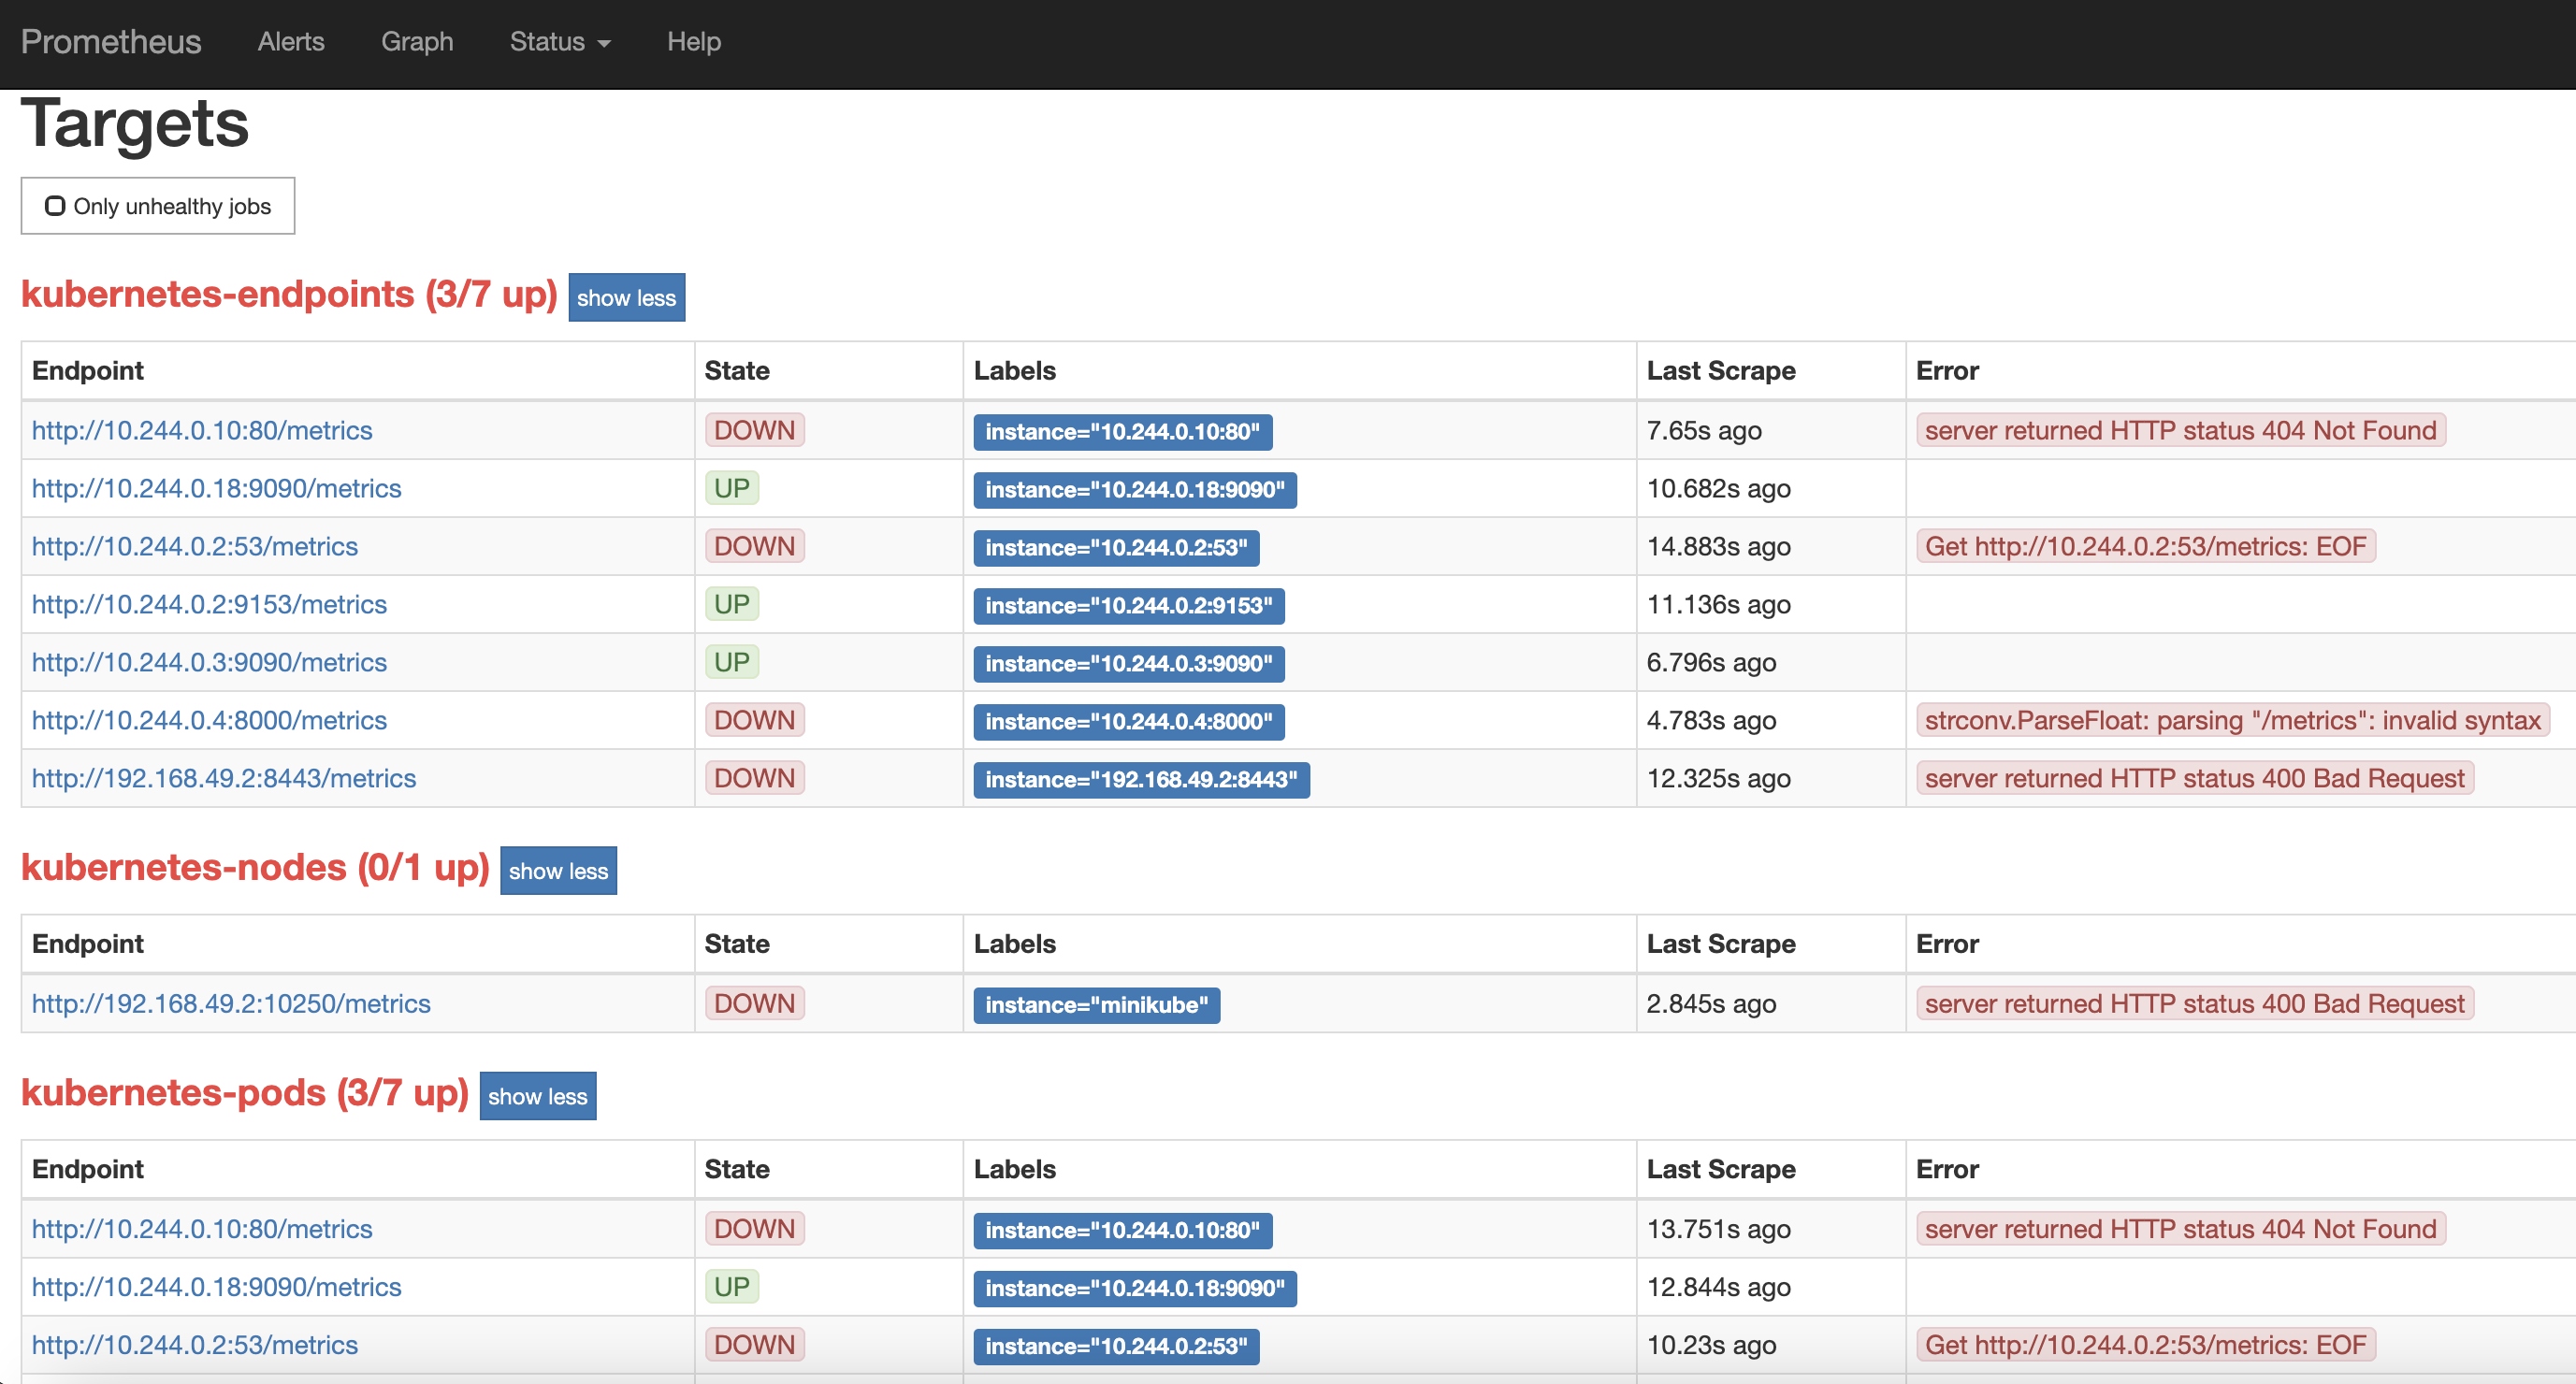 Prometheus Alerts Graph Status Help
Targets
Only unhealthy jobs
kubernetes-endpoints (3/7 up) show less
Endpoint State Labels Last Scrape Error
http://10.244.0.10:80/metrics DOWN instance="10.244.0.10:80" 7.65s ago server returned HTTP status 404 Not Found
http://10.244.0.18:9090/metrics UP instance="10.244.0.18:9090" 10.682s ago
http://10.244.0.2:53/metrics DOWN instance="10.244.0.2:53" 14.883s ago Get http://10.244.0.2:53/metrics: EOF
http://10.244.0.2:9153/metrics UP instance="10.244.0.2:9153" 11.136s ago
http://10.244.0.3:9090/metrics UP instance="10.244.0.3:9090" 6.796s ago
http://10.244.0.4:8000/metrics DOWN instance="10.244.0.4:8000" 4.783s ago strconv.ParseFloat: parsing "/metrics": invalid syntax
http://192.168.49.2:8443/metrics DOWN instance="192.168.49.2:8443" 12.325s ago server returned HTTP status 400 Bad Request
kubernetes-nodes (0/1 up) show less
Endpoint State Labels Last Scrape Error
http://192.168.49.2:10250/metrics DOWN instance="minikube" 2.845s ago server returned HTTP status 400 Bad Request
kubernetes-pods (3/7 up) show less
Endpoint State Labels Last Scrape Error
http://10.244.0.10:80/metrics DOWN instance="10.244.0.10:80" 13.751s ago server returned HTTP status 404 Not Found
http://10.244.0.18:9090/metrics UP instance="10.244.0.18:9090" 12.844s ago
http://10.244.0.2:53/metrics DOWN instance="10.244.0.2:53" 10.23s ago Get http://10.244.0.2:53/metrics: EOF